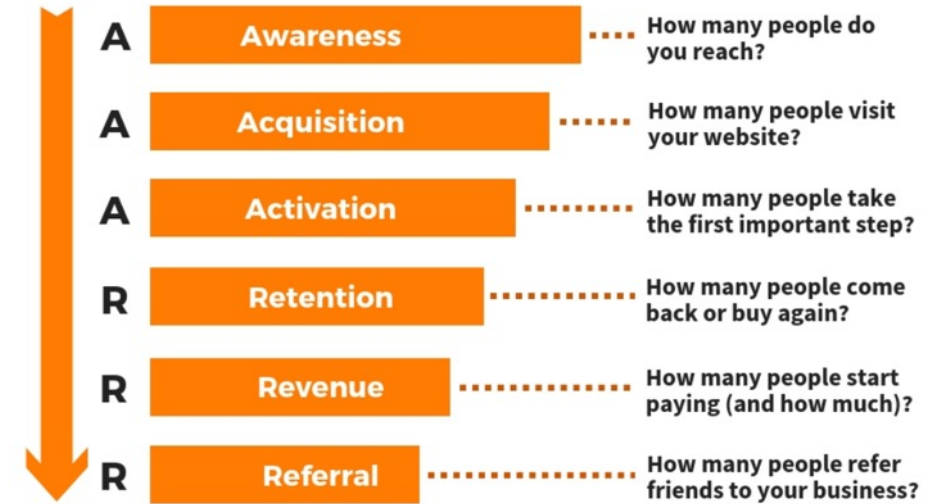 A Awareness How many people do
you reach?
A Acquisition How many people visit
your website?
A Activation How many people take
the first important step?
R Retention How many people come
back or buy again?
R Revenue How many people start
paying (and how much)?
R Referral How many people refer
friends to your business?